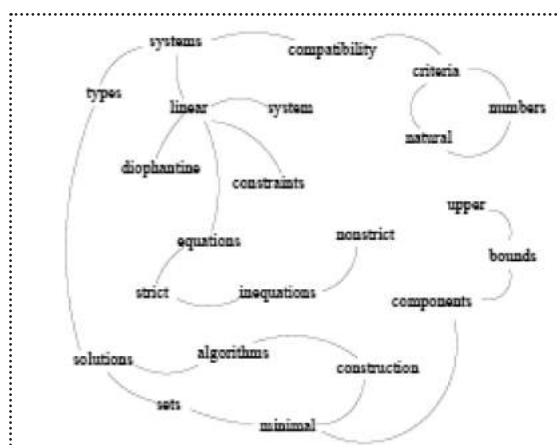 systems
compatibility
criteria
types
linear
system
numbers
natural
diophantine
constraints
upper
equations
nonstrict
bounds
strict
inequations
components
solutions
algorithms
construction
sets
minimal